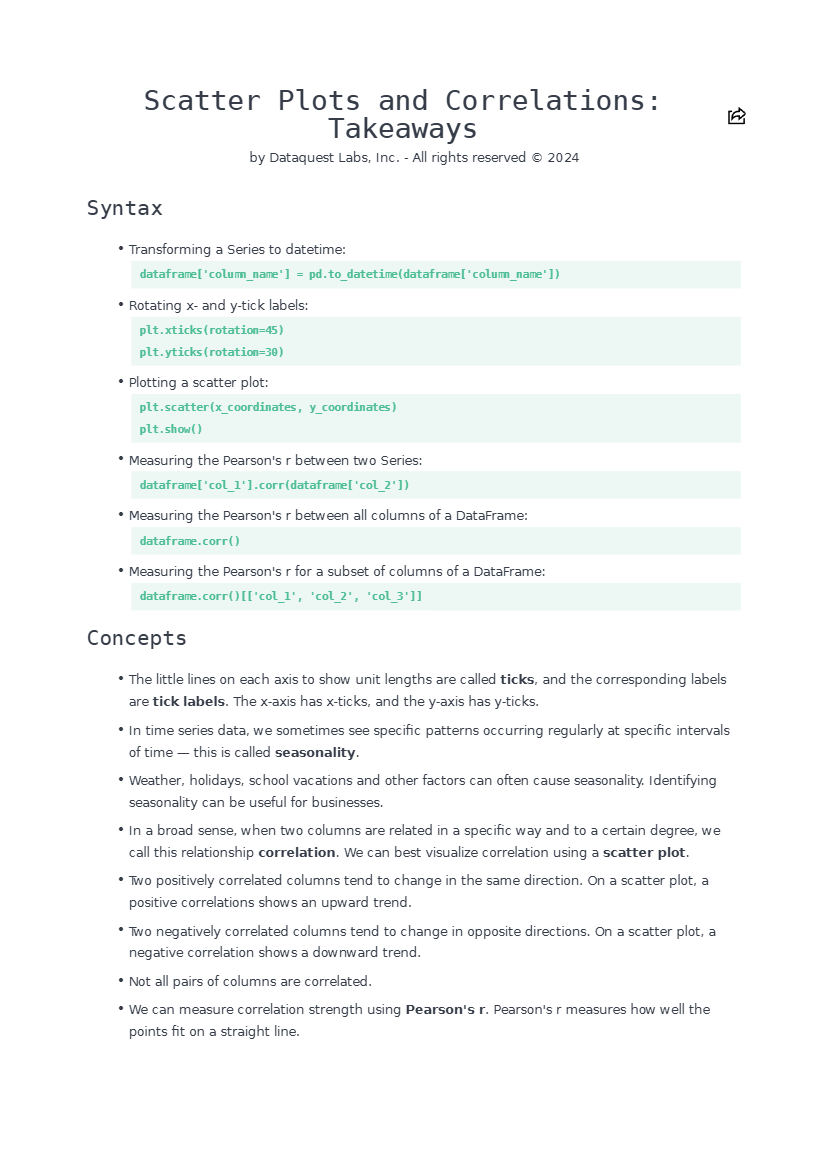 Scatter Plots and Correlations:
Takeaways
by Dataquest Labs, Inc. - All rights reserved © 2024
Syntax
• Transforming a Series to datetime:
dataframe['column_name'] = pd.to_datetime(dataframe['column_name'])
• Rotating x- and y-tick labels:
plt.xticks(rotation=45)
plt.yticks(rotation=30)
• Plotting a scatter plot:
plt.scatter(x_coordinates, y_coordinates)
plt.show()
• Measuring the Pearson's r between two Series:
dataframe['col_1'].corr(dataframe['col_2'])
• Measuring the Pearson's r between all columns of a DataFrame:
dataframe.corr()
• Measuring the Pearson's r for a subset of columns of a DataFrame:
dataframe.corr()[['col_1', 'col_2', 'col_3']]
Concepts
• The little lines on each axis to show unit lengths are called ticks, and the corresponding labels
are tick labels. The x-axis has x-ticks, and the y-axis has y-ticks.
• In time series data, we sometimes see specific patterns occurring regularly at specific intervals
of time — this is called seasonality.
• Weather, holidays, school vacations and other factors can often cause seasonality. Identifying
seasonality can be useful for businesses.
• In a broad sense, when two columns are related in a specific way and to a certain degree, we
call this relationship correlation. We can best visualize correlation using a scatter plot.
• Two positively correlated columns tend to change in the same direction. On a scatter plot, a
positive correlations shows an upward trend.
• Two negatively correlated columns tend to change in opposite directions. On a scatter plot, a
negative correlation shows a downward trend.
• Not all pairs of columns are correlated.
• We can measure correlation strength using Pearson's r. Pearson's r measures how well the
points fit on a straight line.